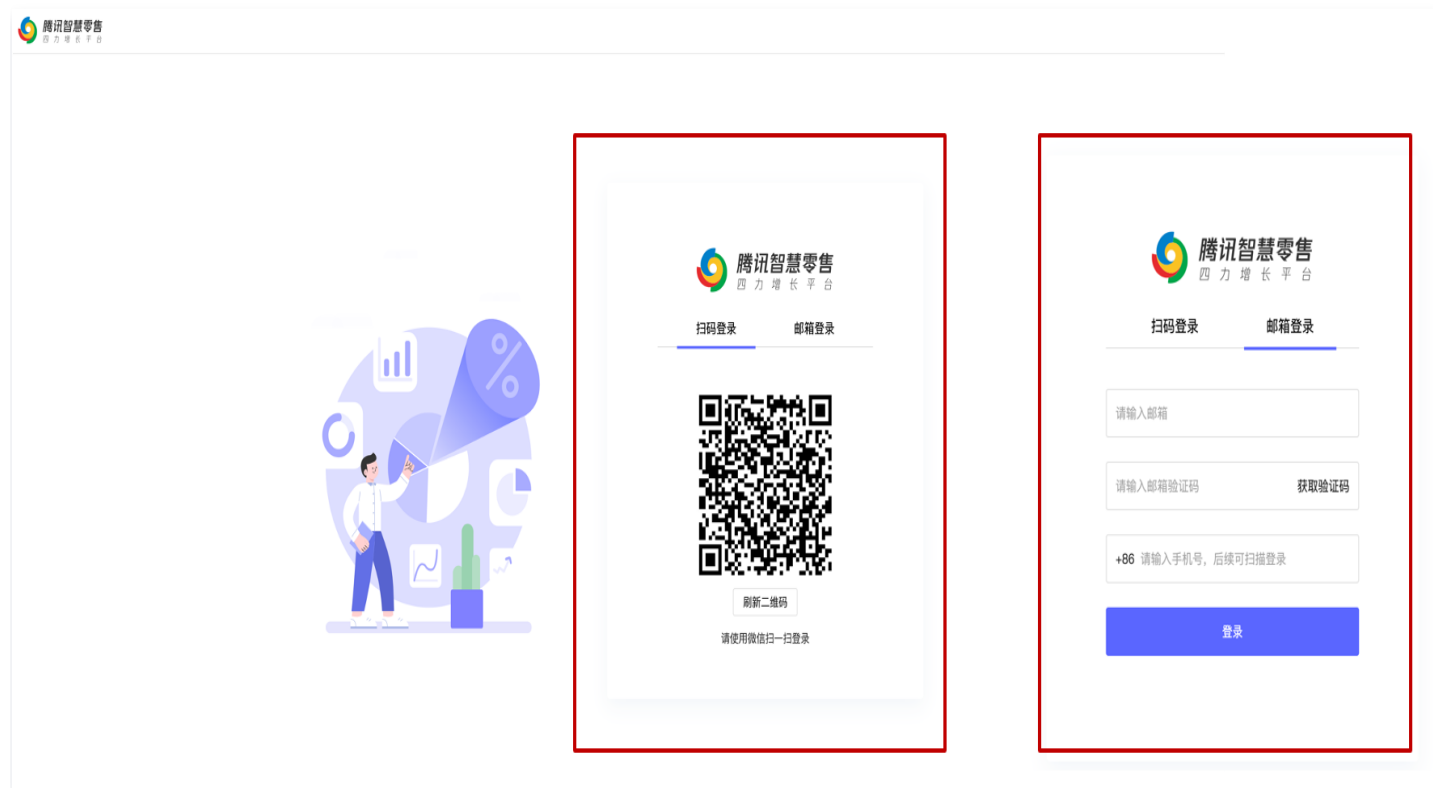 腾讯智慧零售
四力增长平台
%
腾讯智慧零售
四力增长平台
扫码登录 邮箱登录
刷新二维码
请使用微信扫一扫登录
腾讯智慧零售
四力增长平台
扫码登录 邮箱登录
请输入邮箱
请输入邮箱验证码 获取验证码
+86 请输入手机号，后续可扫描登录
登录